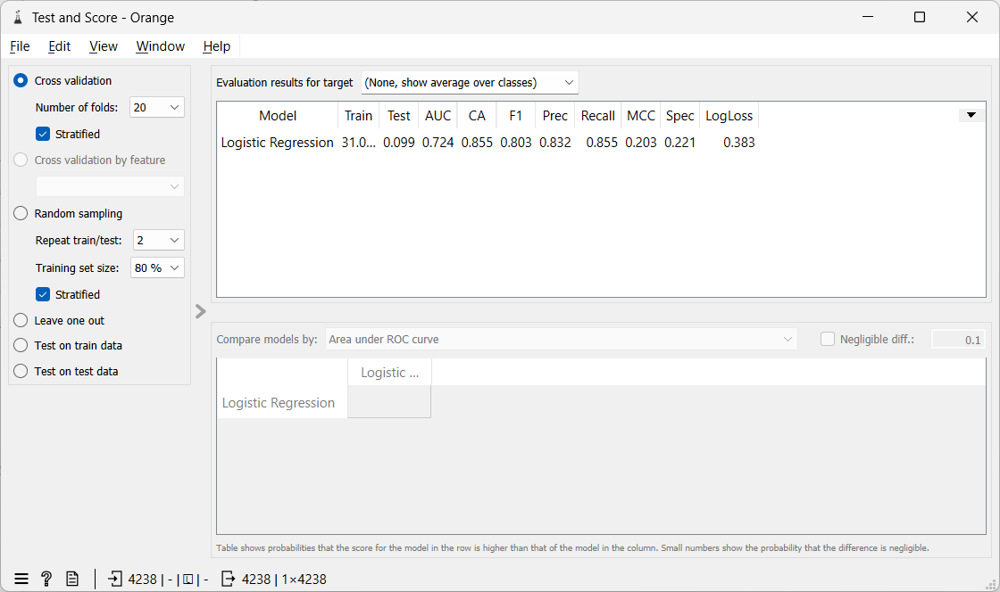 Test and Score - Orange
File Edit View Window Help
Cross validation
Number of folds: 20
Stratified
Cross validation by feature
Random sampling
Repeat train/test: 2
Training set size: 80 %
Stratified
Leave one out
Test on train data
Test on test data
Evaluation results for target (None, show average over classes)
Model Train Test AUC CA F1 Prec Recall MCC Spec LogLoss
Logistic Regression 31.0... 0.099 0.724 0.855 0.803 0.832 0.855 0.203 0.221 0.383
Compare models by: Area under ROC curve Negligible diff.: 0.1
Logistic ...
Logistic Regression
Table shows probabilities that the score for the model in the row is higher than that of the model in the column. Small numbers show the probability that the difference is negligible.
4238 | - | | - 4238 | 1×4238